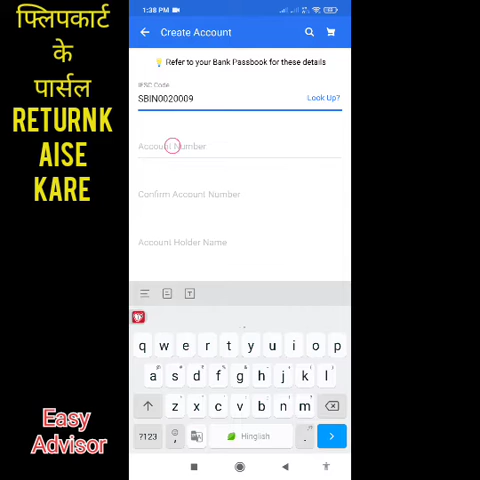 फ्लिपकार्ट
के
पार्सल
RETURNK
AISE
KARE
Easy
Advisor
1:38 PM
Create Account
Refer to your Bank Passbook for these details
IFSC Code
SBIN0020009
Look Up?
Account Number
Confirm Account Number
Account Holder Name
q w e r t y u i o p
a s d f g h j k l
z x c v b n m
?123 , Hinglish .